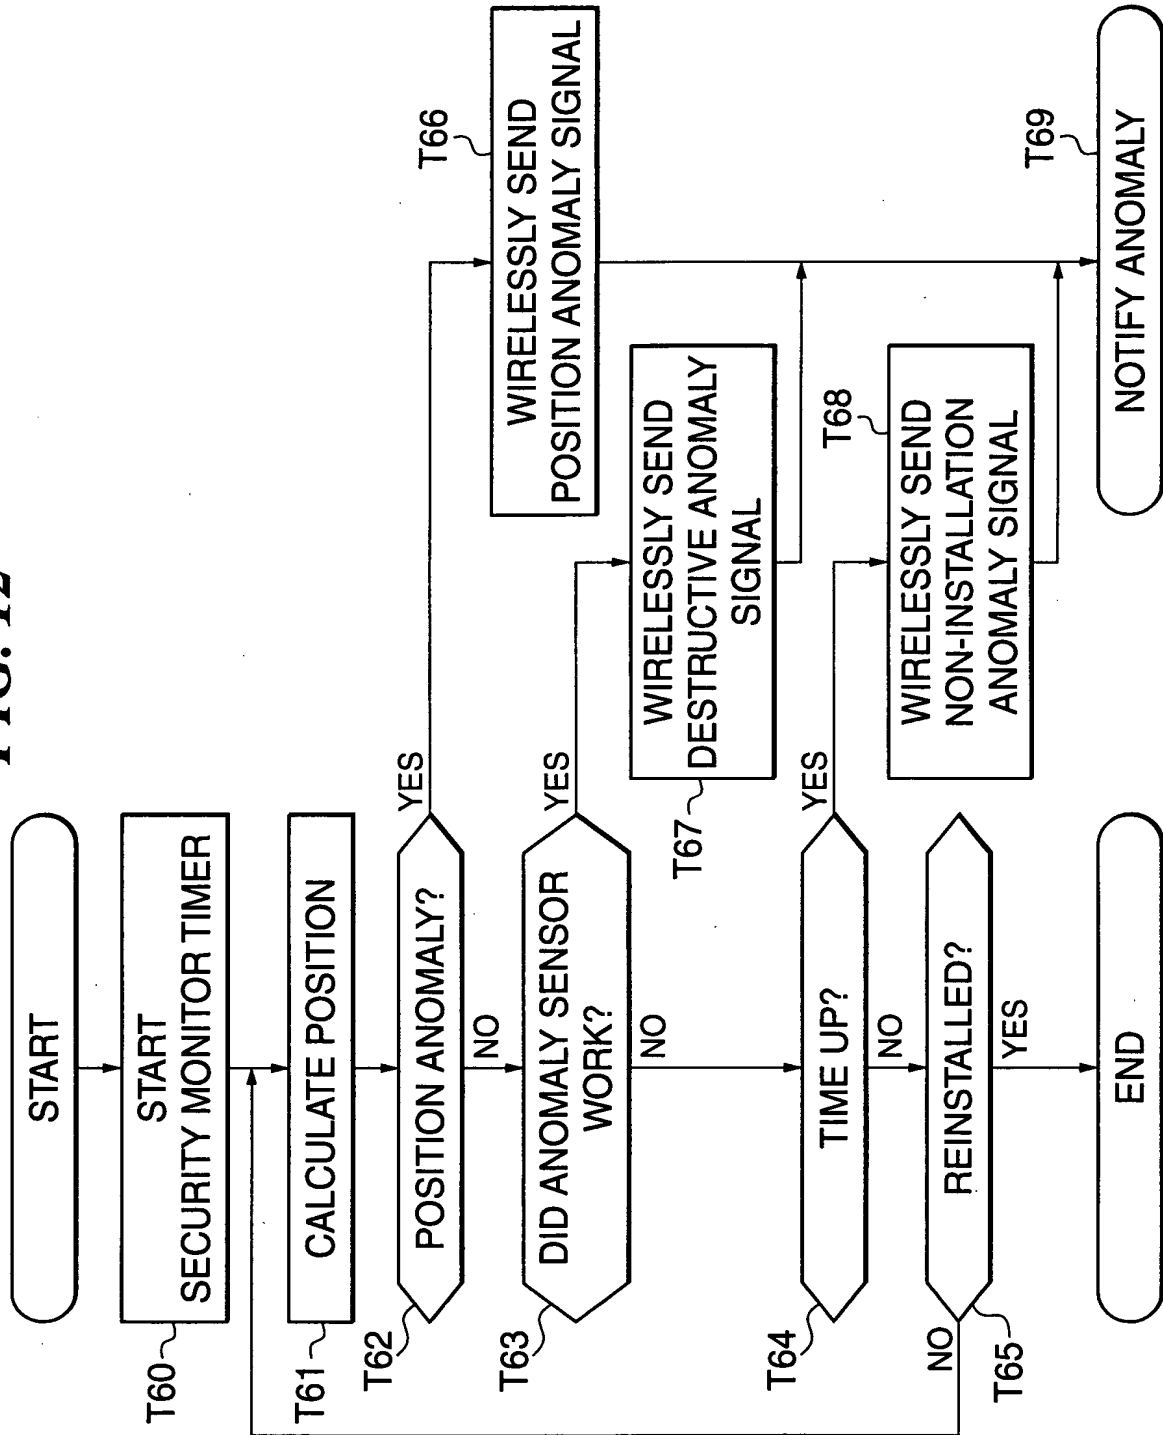 FIG. 12
START
T60
START
SECURITY MONITOR TIMER
T61
CALCULATE POSITION
T62
POSITION ANOMALY?
YES
NO
T66
WIRELESSLY SEND
POSITION ANOMALY SIGNAL
T63
DID ANOMALY SENSOR
WORK?
YES
NO
T67
WIRELESSLY SEND
DESTRUCTIVE ANOMALY
SIGNAL
T64
TIME UP?
YES
NO
T68
WIRELESSLY SEND
NON-INSTALLATION
ANOMALY SIGNAL
T65
REINSTALLED?
NO
YES
END
T69
NOTIFY ANOMALY